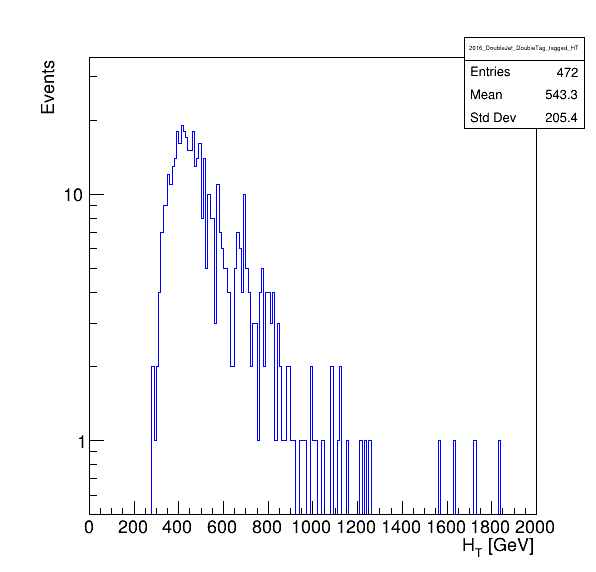 2016_DoubleJet_DoubleTag_tagged_HT
Entries 472
Mean 543.3
Std Dev 205.4
Events
10
1
0 200 400 600 800 1000 1200 1400 1600 1800 2000
H_T [GeV]